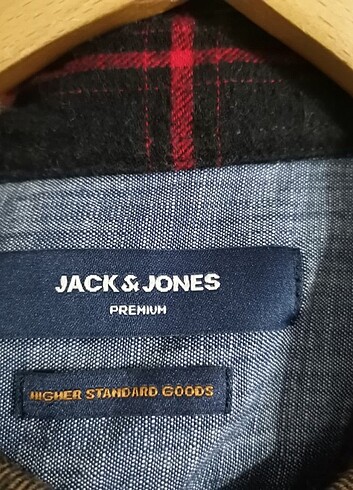 JACK & JONES
PREMIUM
HIGHER STANDARD GOODS